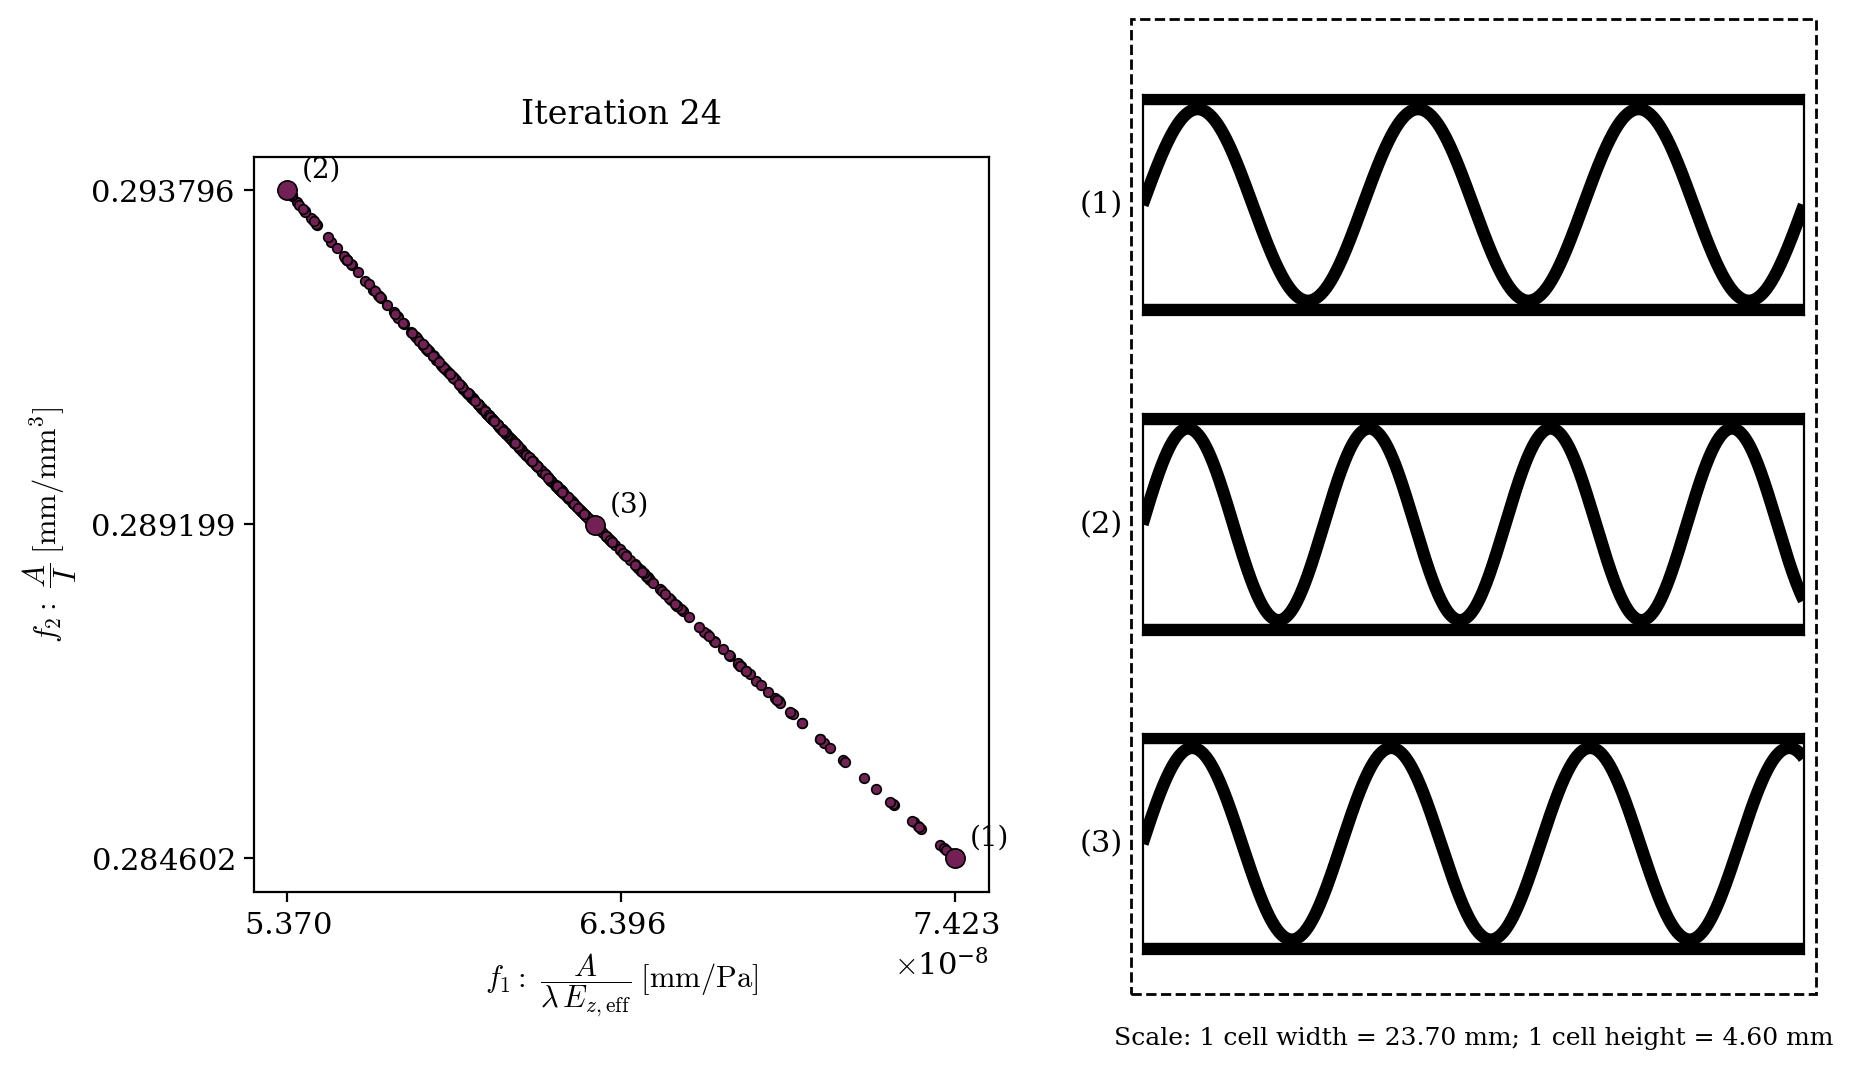 Iteration 24
(2)
0.293796
(3)
0.289199
(1)
0.284602
5.370 6.396 7.423
×10⁻⁸
f₂ : A/I [mm/mm³]
f₁ : A/(λ E_z, eff) [mm/Pa]
(1)
(2)
(3)
Scale: 1 cell width = 23.70 mm; 1 cell height = 4.60 mm